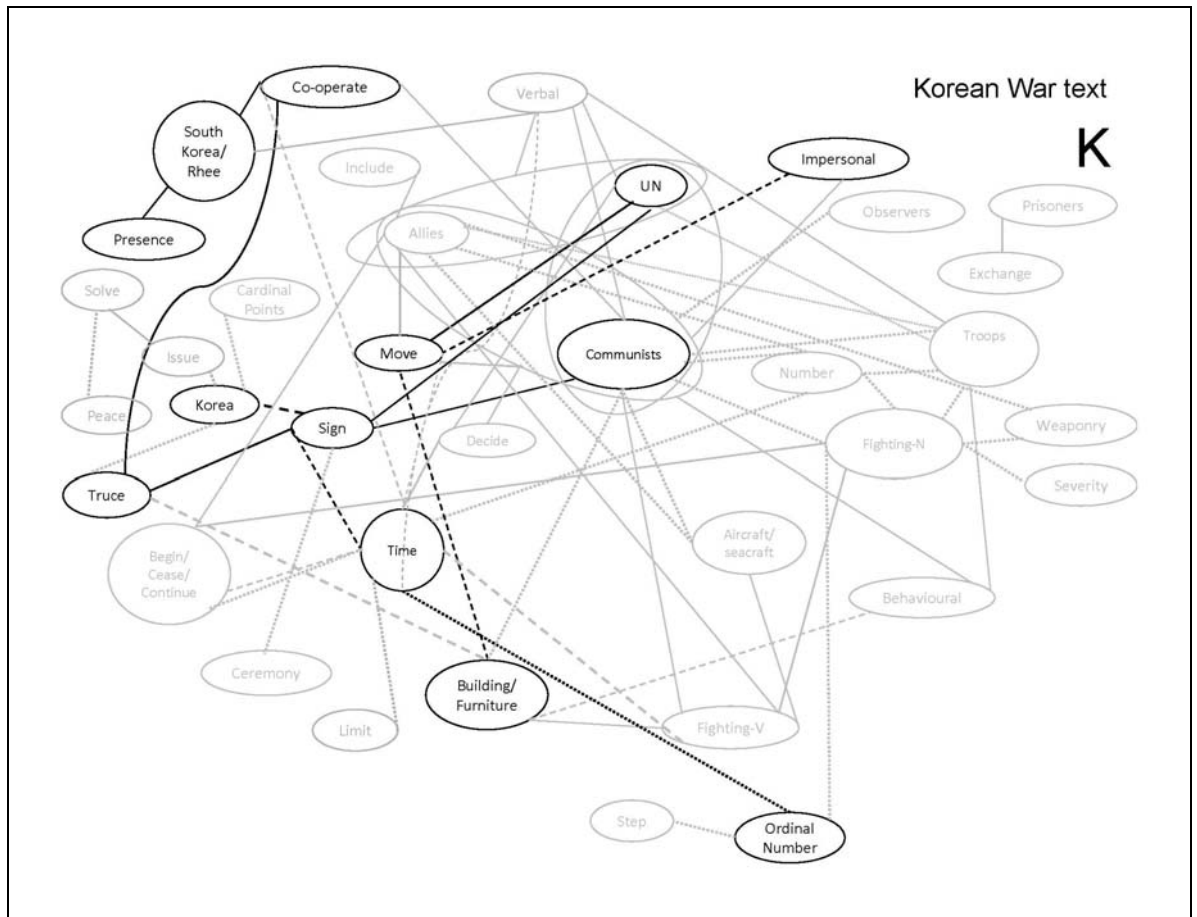 Korean War text
K
Co-operate
Verbal
South
Korea/
Rhee
Include
Impersonal
UN
Observers
Prisoners
Presence
Allies
Exchange
Solve
Cardinal
Points
Issue
Move
Communists
Number
Troops
Peace
Korea
Sign
Decide
Fighting-N
Weaponry
Truce
Severity
Begin/
Cease/
Continue
Time
Aircraft/
seacraft
Behavioural
Ceremony
Building/
Furniture
Limit
Fighting-V
Step
Ordinal
Number